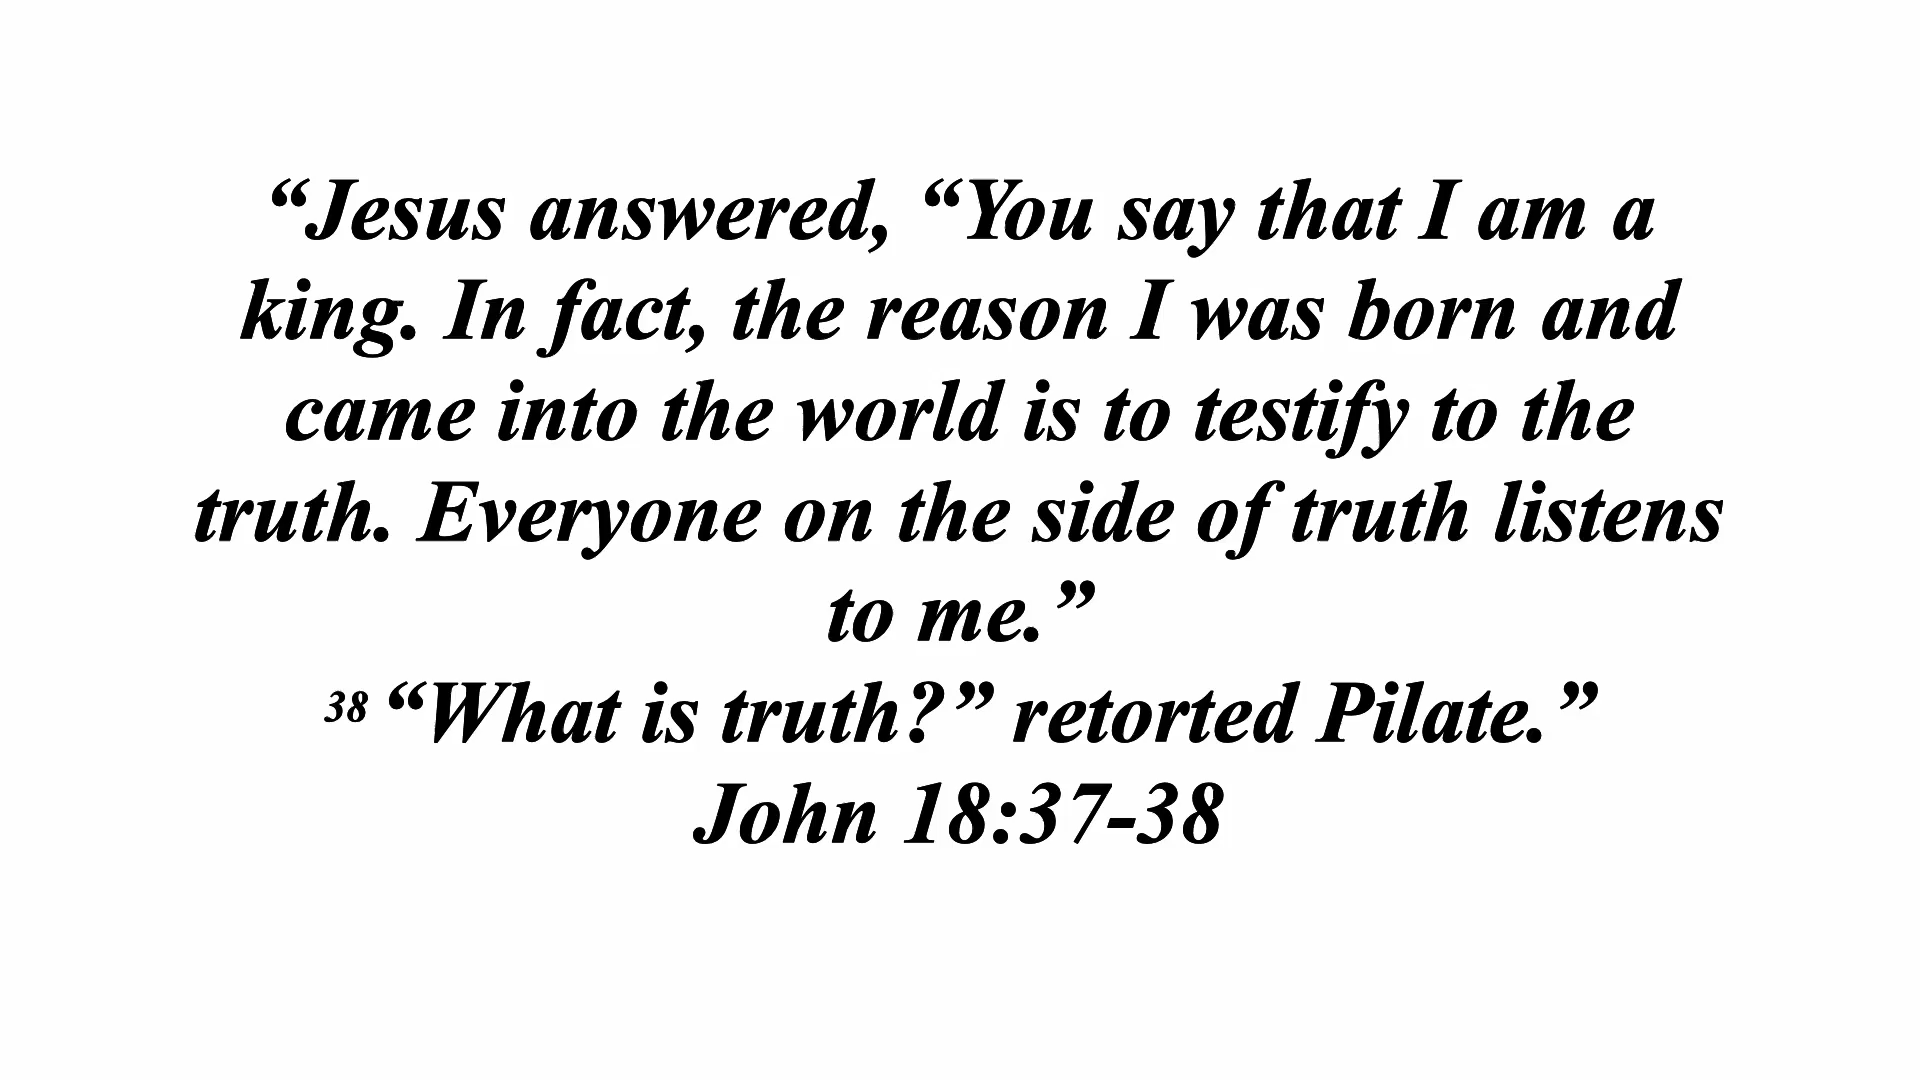 “Jesus answered, “You say that I am a
king. In fact, the reason I was born and
came into the world is to testify to the
truth. Everyone on the side of truth listens
to me.”
38 “What is truth?” retorted Pilate.”
John 18:37-38